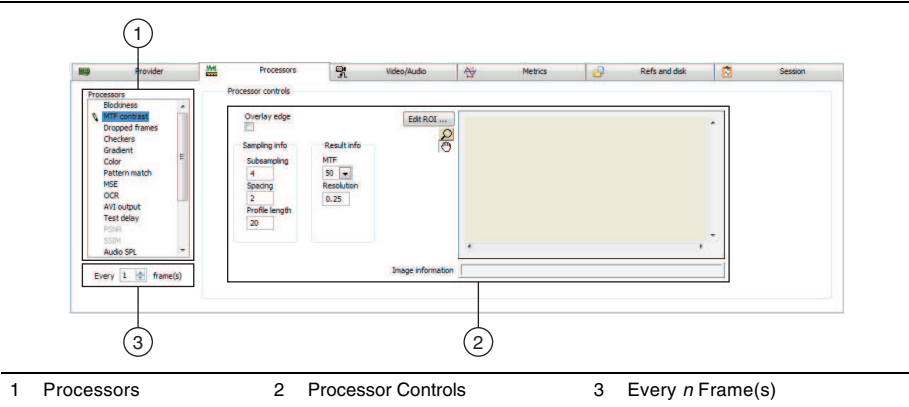 1
Provider
Processors
Video/Audio
Metrics
Refs and disk
Session
Processors
Blockiness
MTF contrast
Dropped frames
Checkers
Gradient
Color
Pattern match
MSE
OCR
AVI output
Test delay
PSNR
SSIM
Audio SPL
Every 1 frame(s)
Processor controls
Overlay edge
Sampling info
Subsampling
4
Spacing
2
Profile length
20
Result info
MTF
50
Resolution
0.25
Edit ROI ...
Image information
3
2
1 Processors 2 Processor Controls 3 Every n Frame(s)